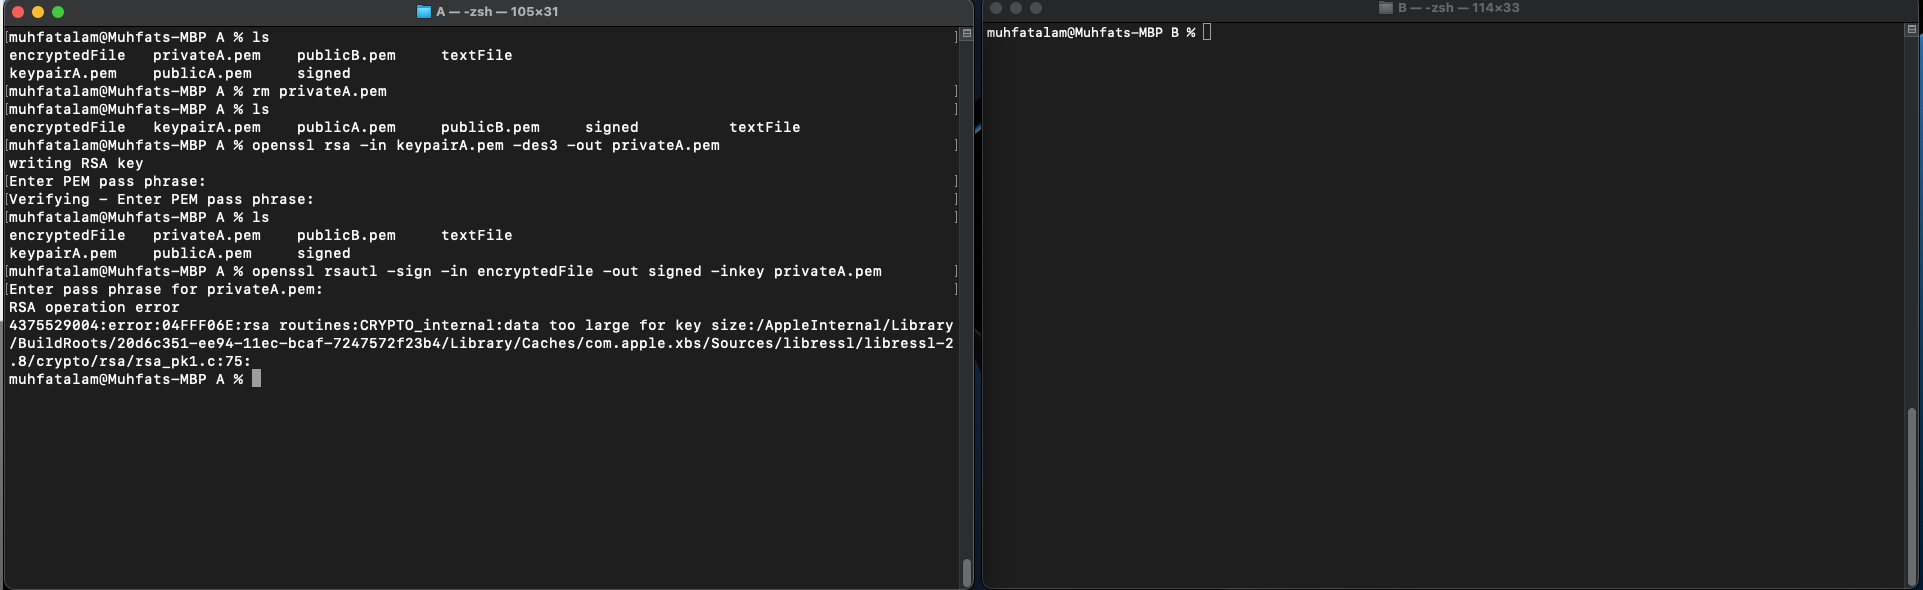 A — -zsh — 105×31
muhfatalam@Muhfats-MBP A % ls
encryptedFile privateA.pem publicB.pem textFile
keypairA.pem publicA.pem signed
muhfatalam@Muhfats-MBP A % rm privateA.pem
muhfatalam@Muhfats-MBP A % ls
encryptedFile keypairA.pem publicA.pem publicB.pem signed textFile
muhfatalam@Muhfats-MBP A % openssl rsa -in keypairA.pem -des3 -out privateA.pem
writing RSA key
Enter PEM pass phrase:
Verifying - Enter PEM pass phrase:
muhfatalam@Muhfats-MBP A % ls
encryptedFile privateA.pem publicB.pem textFile
keypairA.pem publicA.pem signed
muhfatalam@Muhfats-MBP A % openssl rsautl -sign -in encryptedFile -out signed -inkey privateA.pem
Enter pass phrase for privateA.pem:
RSA operation error
4375529004:error:04FFF06E:rsa routines:CRYPTO_internal:data too large for key size:/AppleInternal/Library
/BuildRoots/20d6c351-ee94-11ec-bcaf-7247572f23b4/Library/Caches/com.apple.xbs/Sources/libressl/libressl-2
.8/crypto/rsa/rsa_pk1.c:75:
muhfatalam@Muhfats-MBP A %
B — -zsh — 114×33
muhfatalam@Muhfats-MBP B %